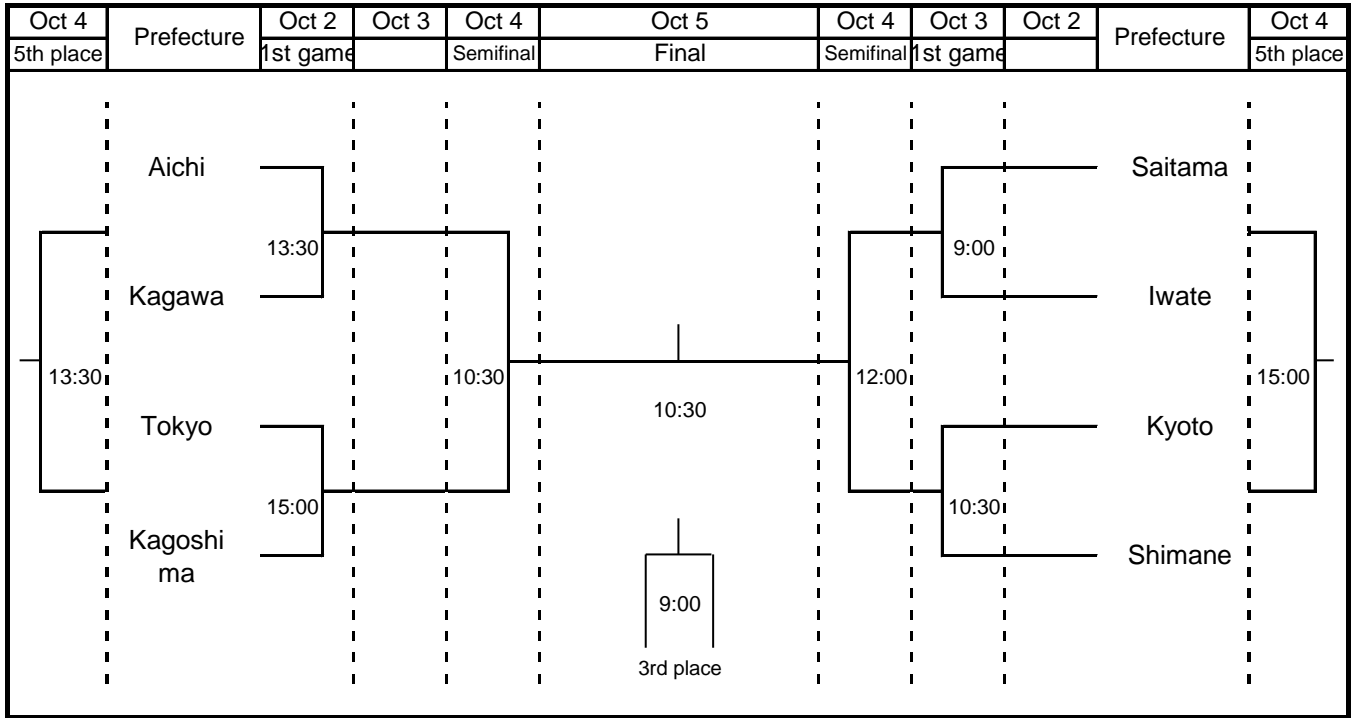 Oct 4 Prefecture Oct 2 Oct 3 Oct 4 Oct 5 Oct 4 Oct 3 Oct 2 Prefecture Oct 4
5th place 1st game Semifinal Final Semifinal 1st game 5th place
Aichi Saitama
13:30 9:00
Kagawa Iwate
13:30 10:30 12:00 15:00
10:30
Tokyo Kyoto
15:00 10:30
Kagoshi
ma
Shimane
9:00
3rd place